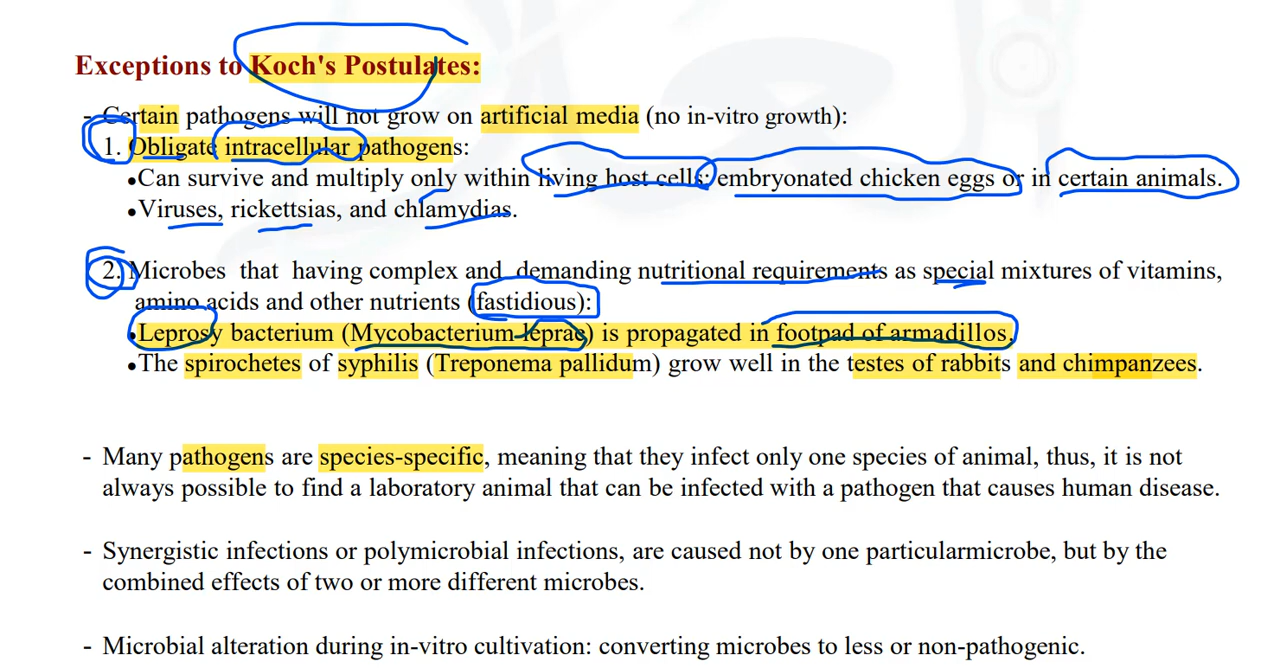 Exceptions to Koch's Postulates:
- Certain pathogens will not grow on artificial media (no in-vitro growth):
1. Obligate intracellular pathogens:
•Can survive and multiply only within living host cells; embryonated chicken eggs or in certain animals.
•Viruses, rickettsias, and chlamydias.
2. Microbes that having complex and demanding nutritional requirements as special mixtures of vitamins,
amino acids and other nutrients (fastidious):
•Leprosy bacterium (Mycobacterium leprae) is propagated in footpad of armadillos.
•The spirochetes of syphilis (Treponema pallidum) grow well in the testes of rabbits and chimpanzees.
- Many pathogens are species-specific, meaning that they infect only one species of animal, thus, it is not
always possible to find a laboratory animal that can be infected with a pathogen that causes human disease.
- Synergistic infections or polymicrobial infections, are caused not by one particularmicrobe, but by the
combined effects of two or more different microbes.
- Microbial alteration during in-vitro cultivation: converting microbes to less or non-pathogenic.